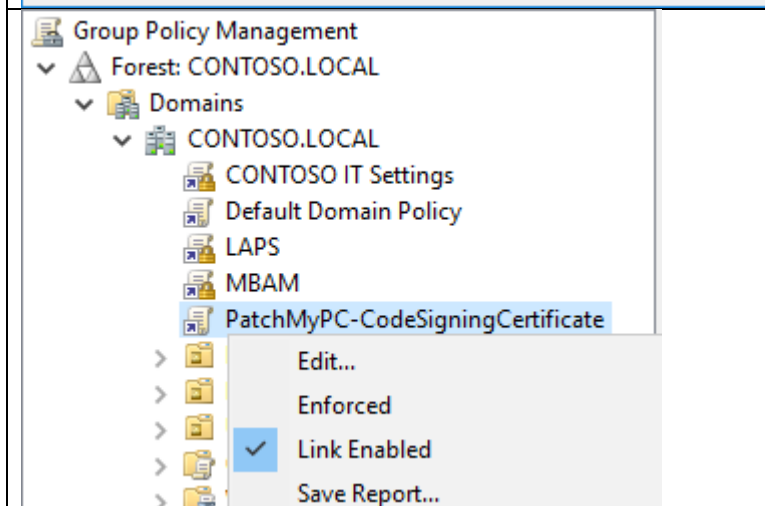 Group Policy Management
Forest: CONTOSO.LOCAL
Domains
CONTOSO.LOCAL
CONTOSO IT Settings
Default Domain Policy
LAPS
MBAM
PatchMyPC-CodeSigningCertificate
Edit...
Enforced
Link Enabled
Save Report...